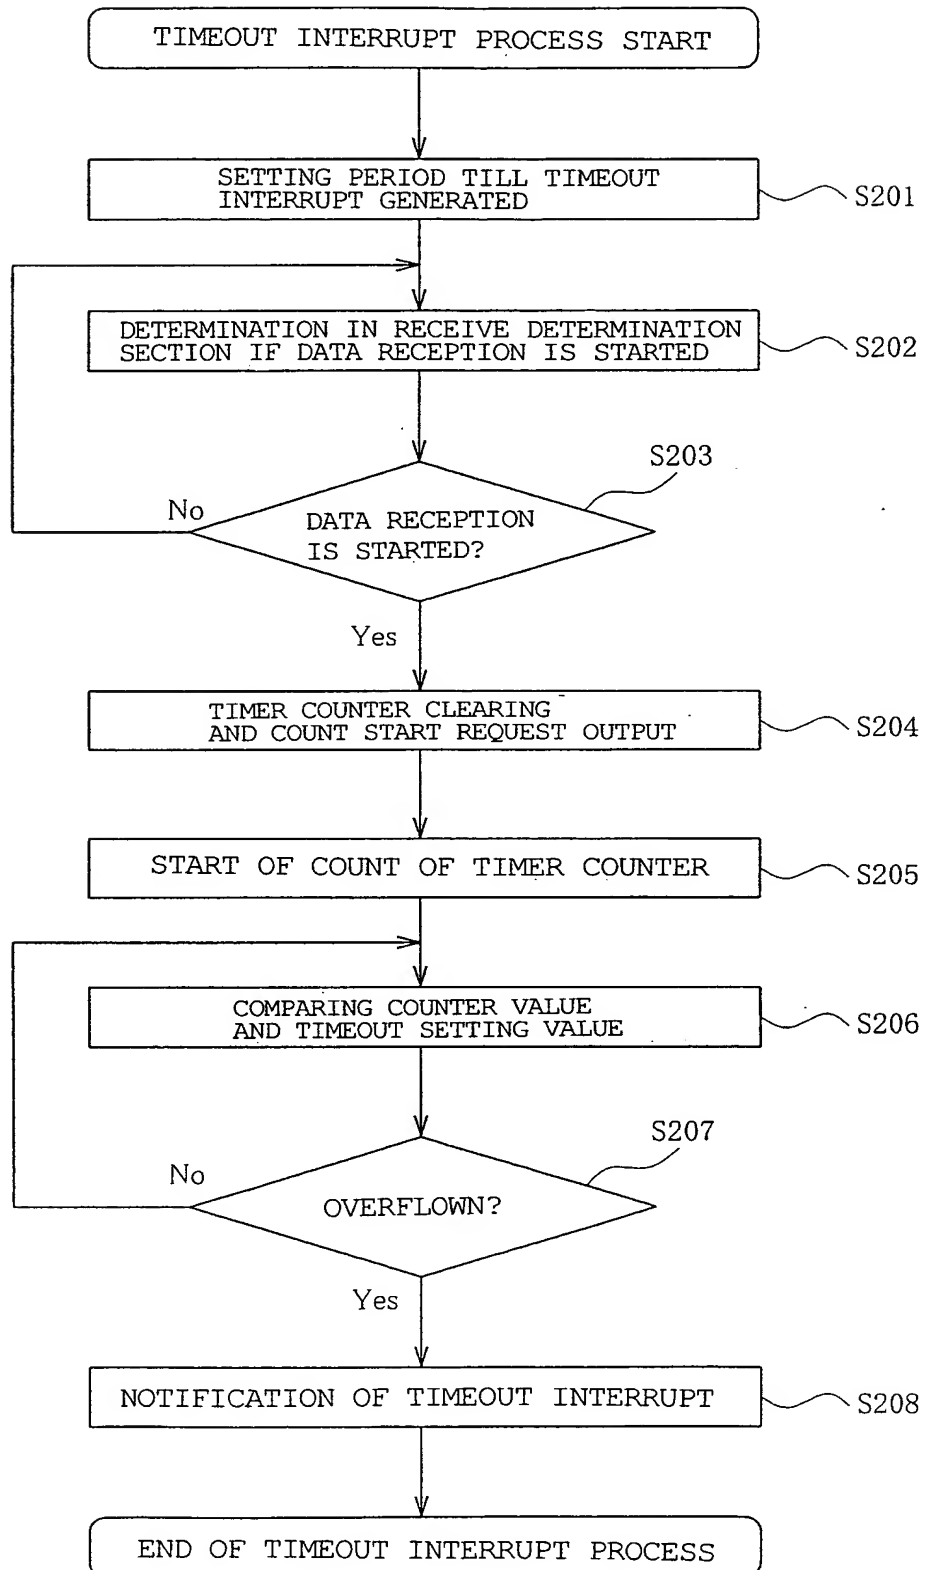 TIMEOUT INTERRUPT PROCESS START
SETTING PERIOD TILL TIMEOUT
INTERRUPT GENERATED
S201
DETERMINATION IN RECEIVE DETERMINATION
SECTION IF DATA RECEPTION IS STARTED
S202
S203
No
DATA RECEPTION
IS STARTED?
Yes
TIMER COUNTER CLEARING
AND COUNT START REQUEST OUTPUT
S204
START OF COUNT OF TIMER COUNTER
S205
COMPARING COUNTER VALUE
AND TIMEOUT SETTING VALUE
S206
S207
No
OVERFLOWN?
Yes
NOTIFICATION OF TIMEOUT INTERRUPT
S208
END OF TIMEOUT INTERRUPT PROCESS